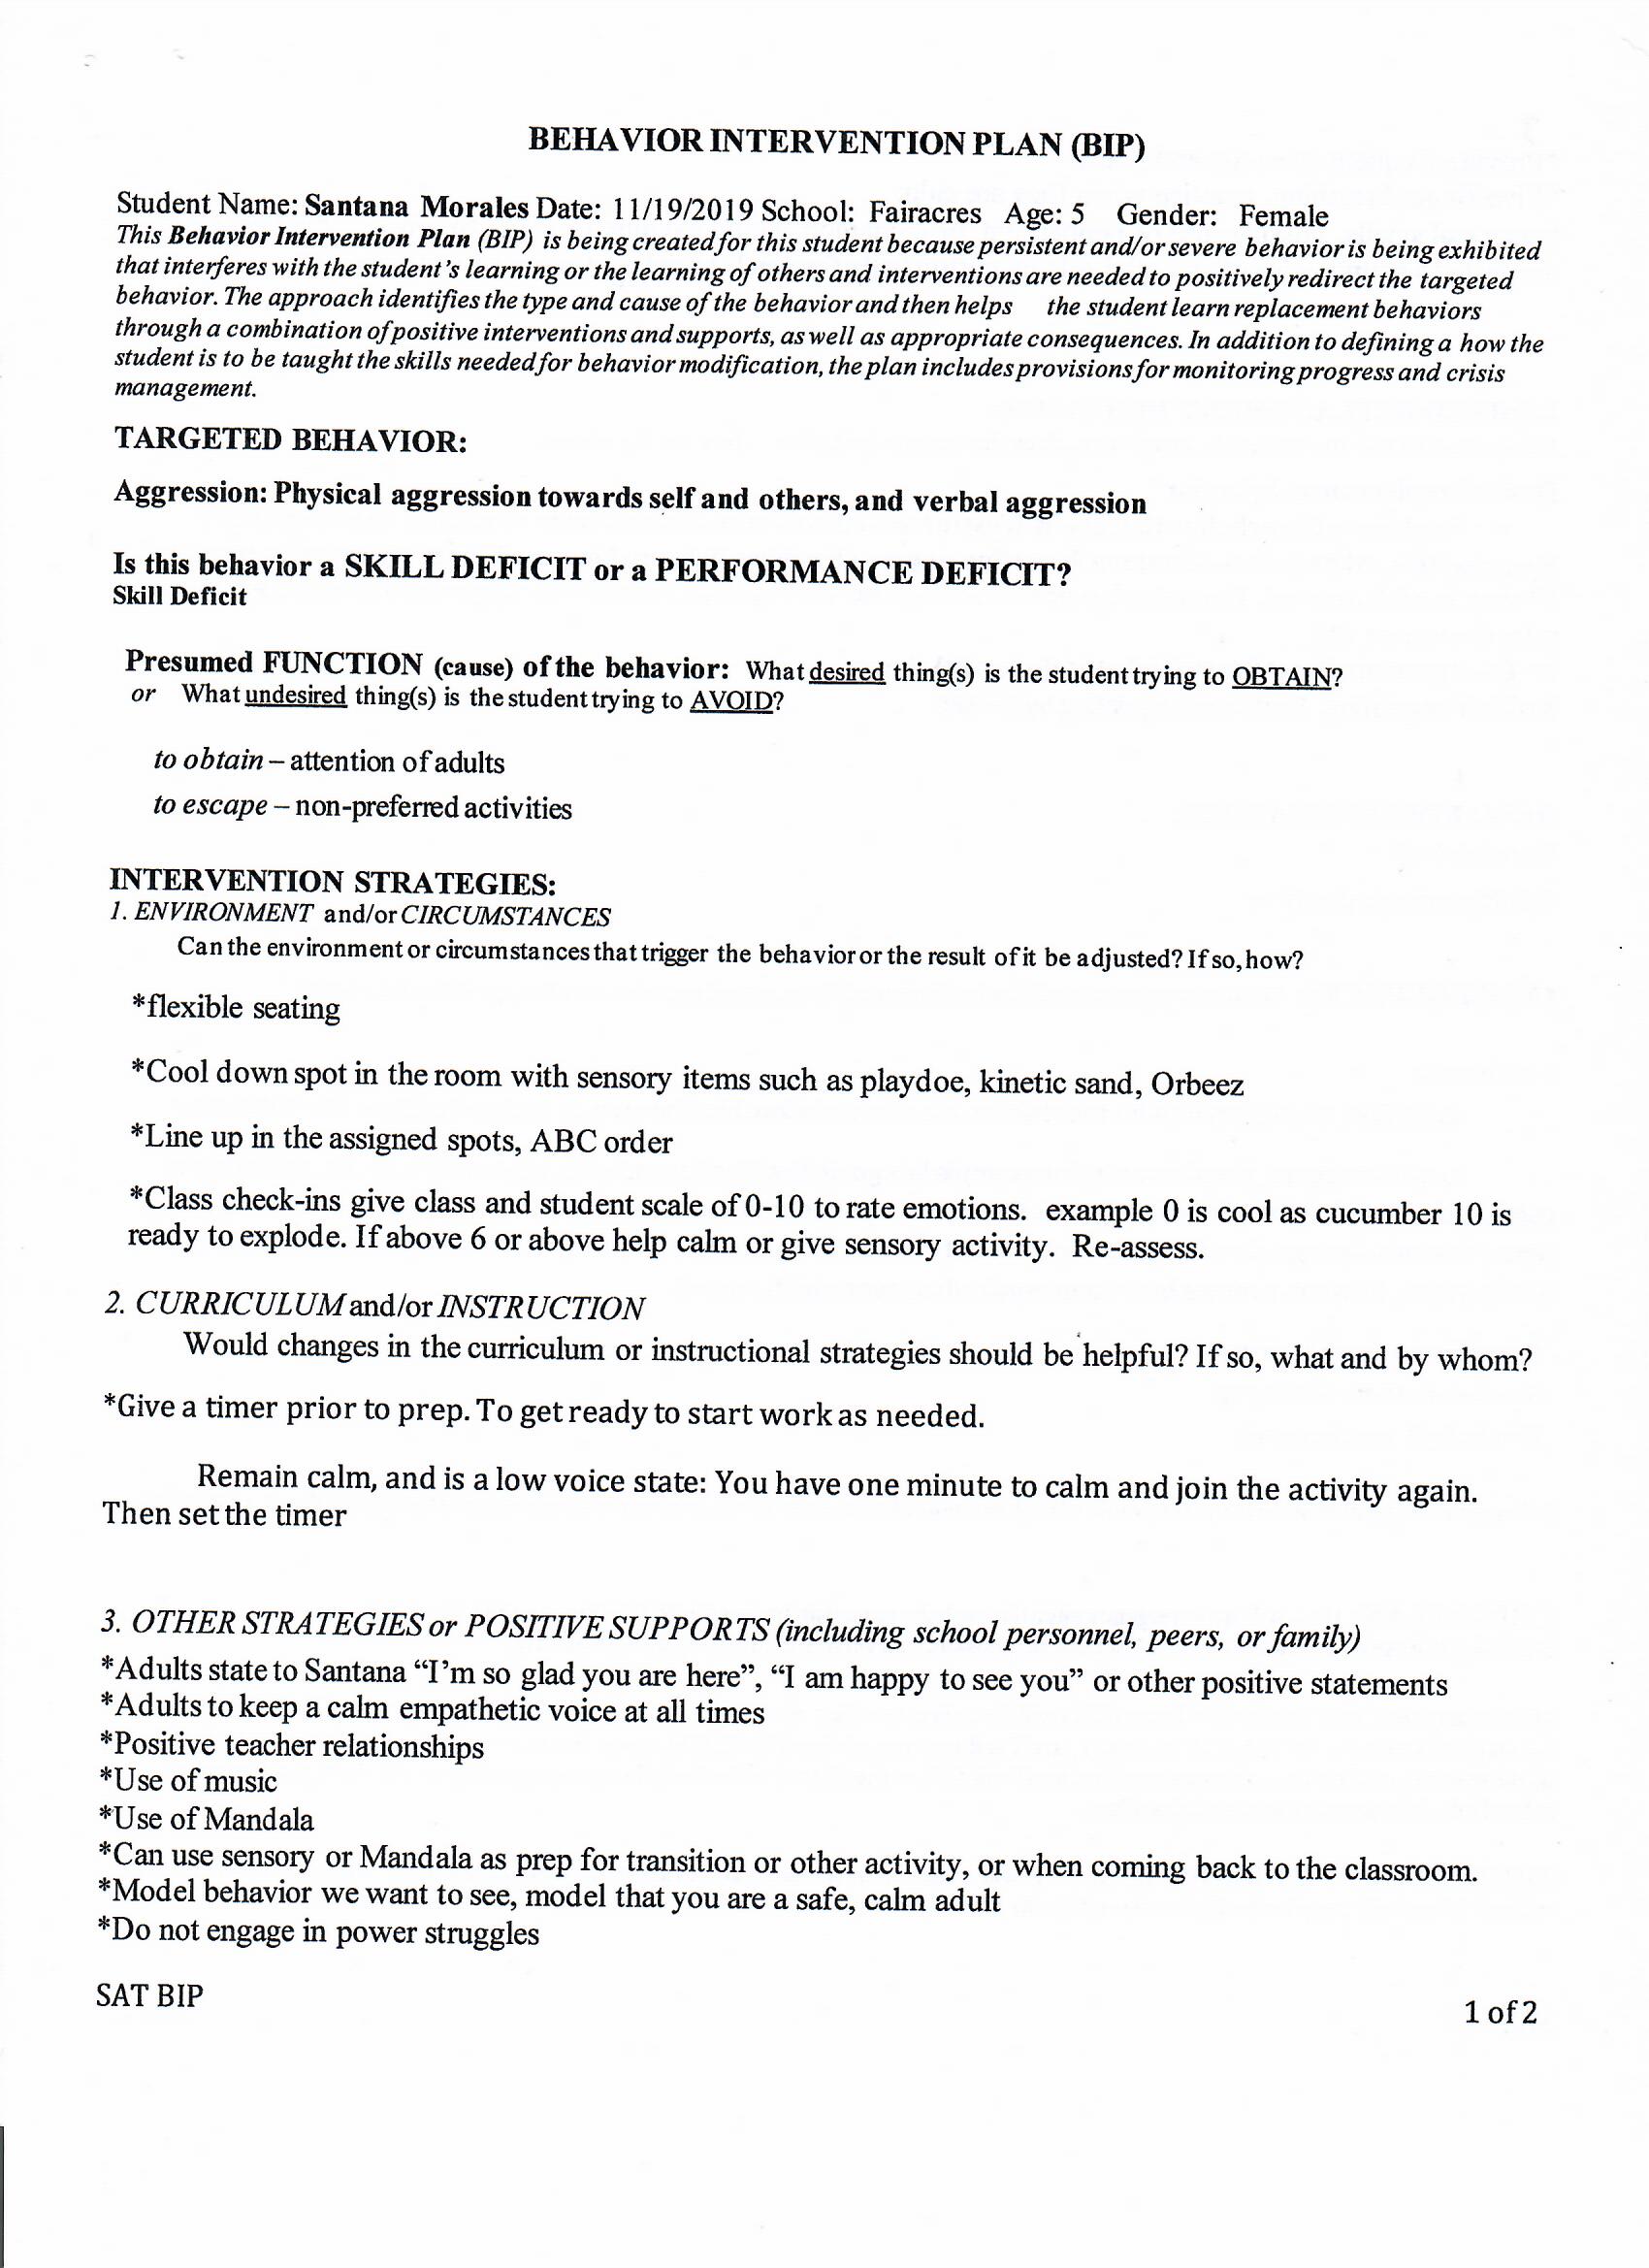 BEHAVIOR INTERVENTION PLAN (BIP)
Student Name: Santana Morales Date: 11/19/2019 School: Fairacres Age: 5 Gender: Female
This Behavior Intervention Plan (BIP) is being created for this student because persistent and/or severe behavior is being exhibited
that interferes with the student's learning or the learning of others and interventions are needed to positively redirect the targeted
behavior. The approach identifies the type and cause of the behavior and then helps the student learn replacement behaviors
through a combination of positive interventions and supports, as well as appropriate consequences. In addition to defining a how the
student is to be taught the skills needed for behavior modification, the plan includes provisions for monitoring progress and crisis
management.
TARGETED BEHAVIOR:
Aggression: Physical aggression towards self and others, and verbal aggression
Is this behavior a SKILL DEFICIT or a PERFORMANCE DEFICIT?
Skill Deficit
Presumed FUNCTION (cause) of the behavior: What desired thing(s) is the student trying to OBTAIN?
or What undesired thing(s) is the student trying to AVOID?
to obtain – attention of adults
to escape – non-preferred activities
INTERVENTION STRATEGIES:
1. ENVIRONMENT and/or CIRCUMSTANCES
Can the environment or circumstances that trigger the behavior or the result of it be adjusted? If so, how?
*flexible seating
*Cool down spot in the room with sensory items such as playdoe, kinetic sand, Orbeez
*Line up in the assigned spots, ABC order
*Class check-ins give class and student scale of 0-10 to rate emotions. example 0 is cool as cucumber 10 is
ready to explode. If above 6 or above help calm or give sensory activity. Re-assess.
2. CURRICULUM and/or INSTRUCTION
Would changes in the curriculum or instructional strategies should be helpful? If so, what and by whom?
*Give a timer prior to prep. To get ready to start work as needed.
Remain calm, and is a low voice state: You have one minute to calm and join the activity again.
Then set the timer
3. OTHER STRATEGIES or POSITIVE SUPPORTS (including school personnel, peers, or family)
*Adults state to Santana “I’m so glad you are here”, “I am happy to see you” or other positive statements
*Adults to keep a calm empathetic voice at all times
*Positive teacher relationships
*Use of music
*Use of Mandala
*Can use sensory or Mandala as prep for transition or other activity, or when coming back to the classroom.
*Model behavior we want to see, model that you are a safe, calm adult
*Do not engage in power struggles
SAT BIP
1 of 2